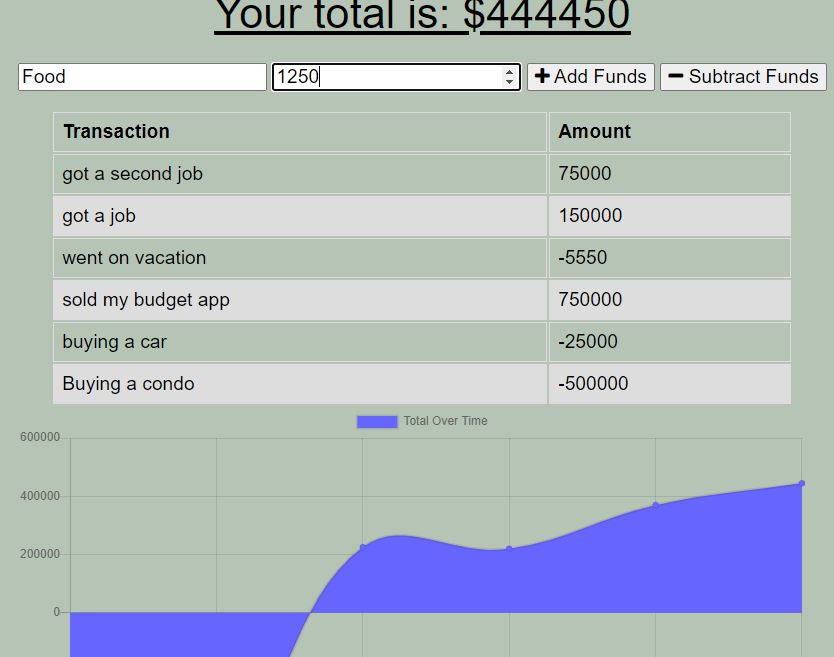 Your total is: $444450
Food 1250 Add Funds Subtract Funds
Transaction Amount
got a second job 75000
got a job 150000
went on vacation -5550
sold my budget app 750000
buying a car -25000
Buying a condo -500000
Total Over Time
600000
400000
200000
0